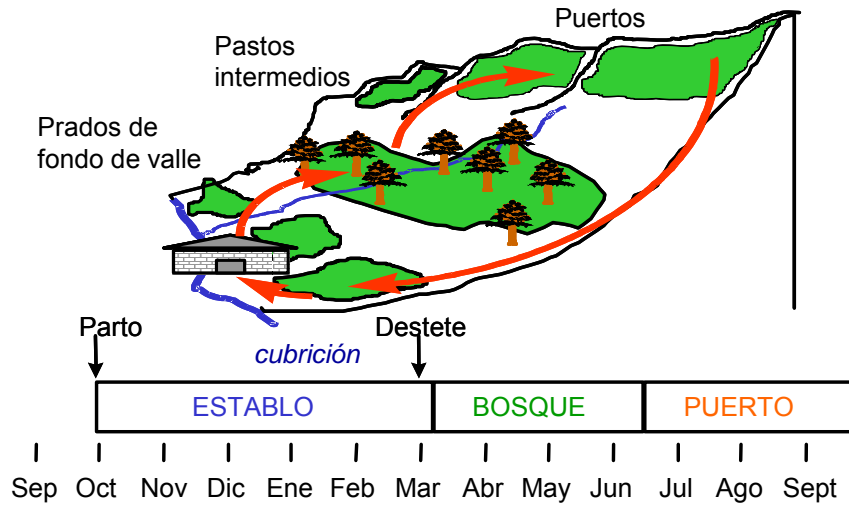 Puertos
Pastos
intermedios
Prados de
fondo de valle
Parto
Destete
cubrición
ESTABLO
BOSQUE
PUERTO
Sep Oct Nov Dic Ene Feb Mar Abr May Jun Jul Ago Sept